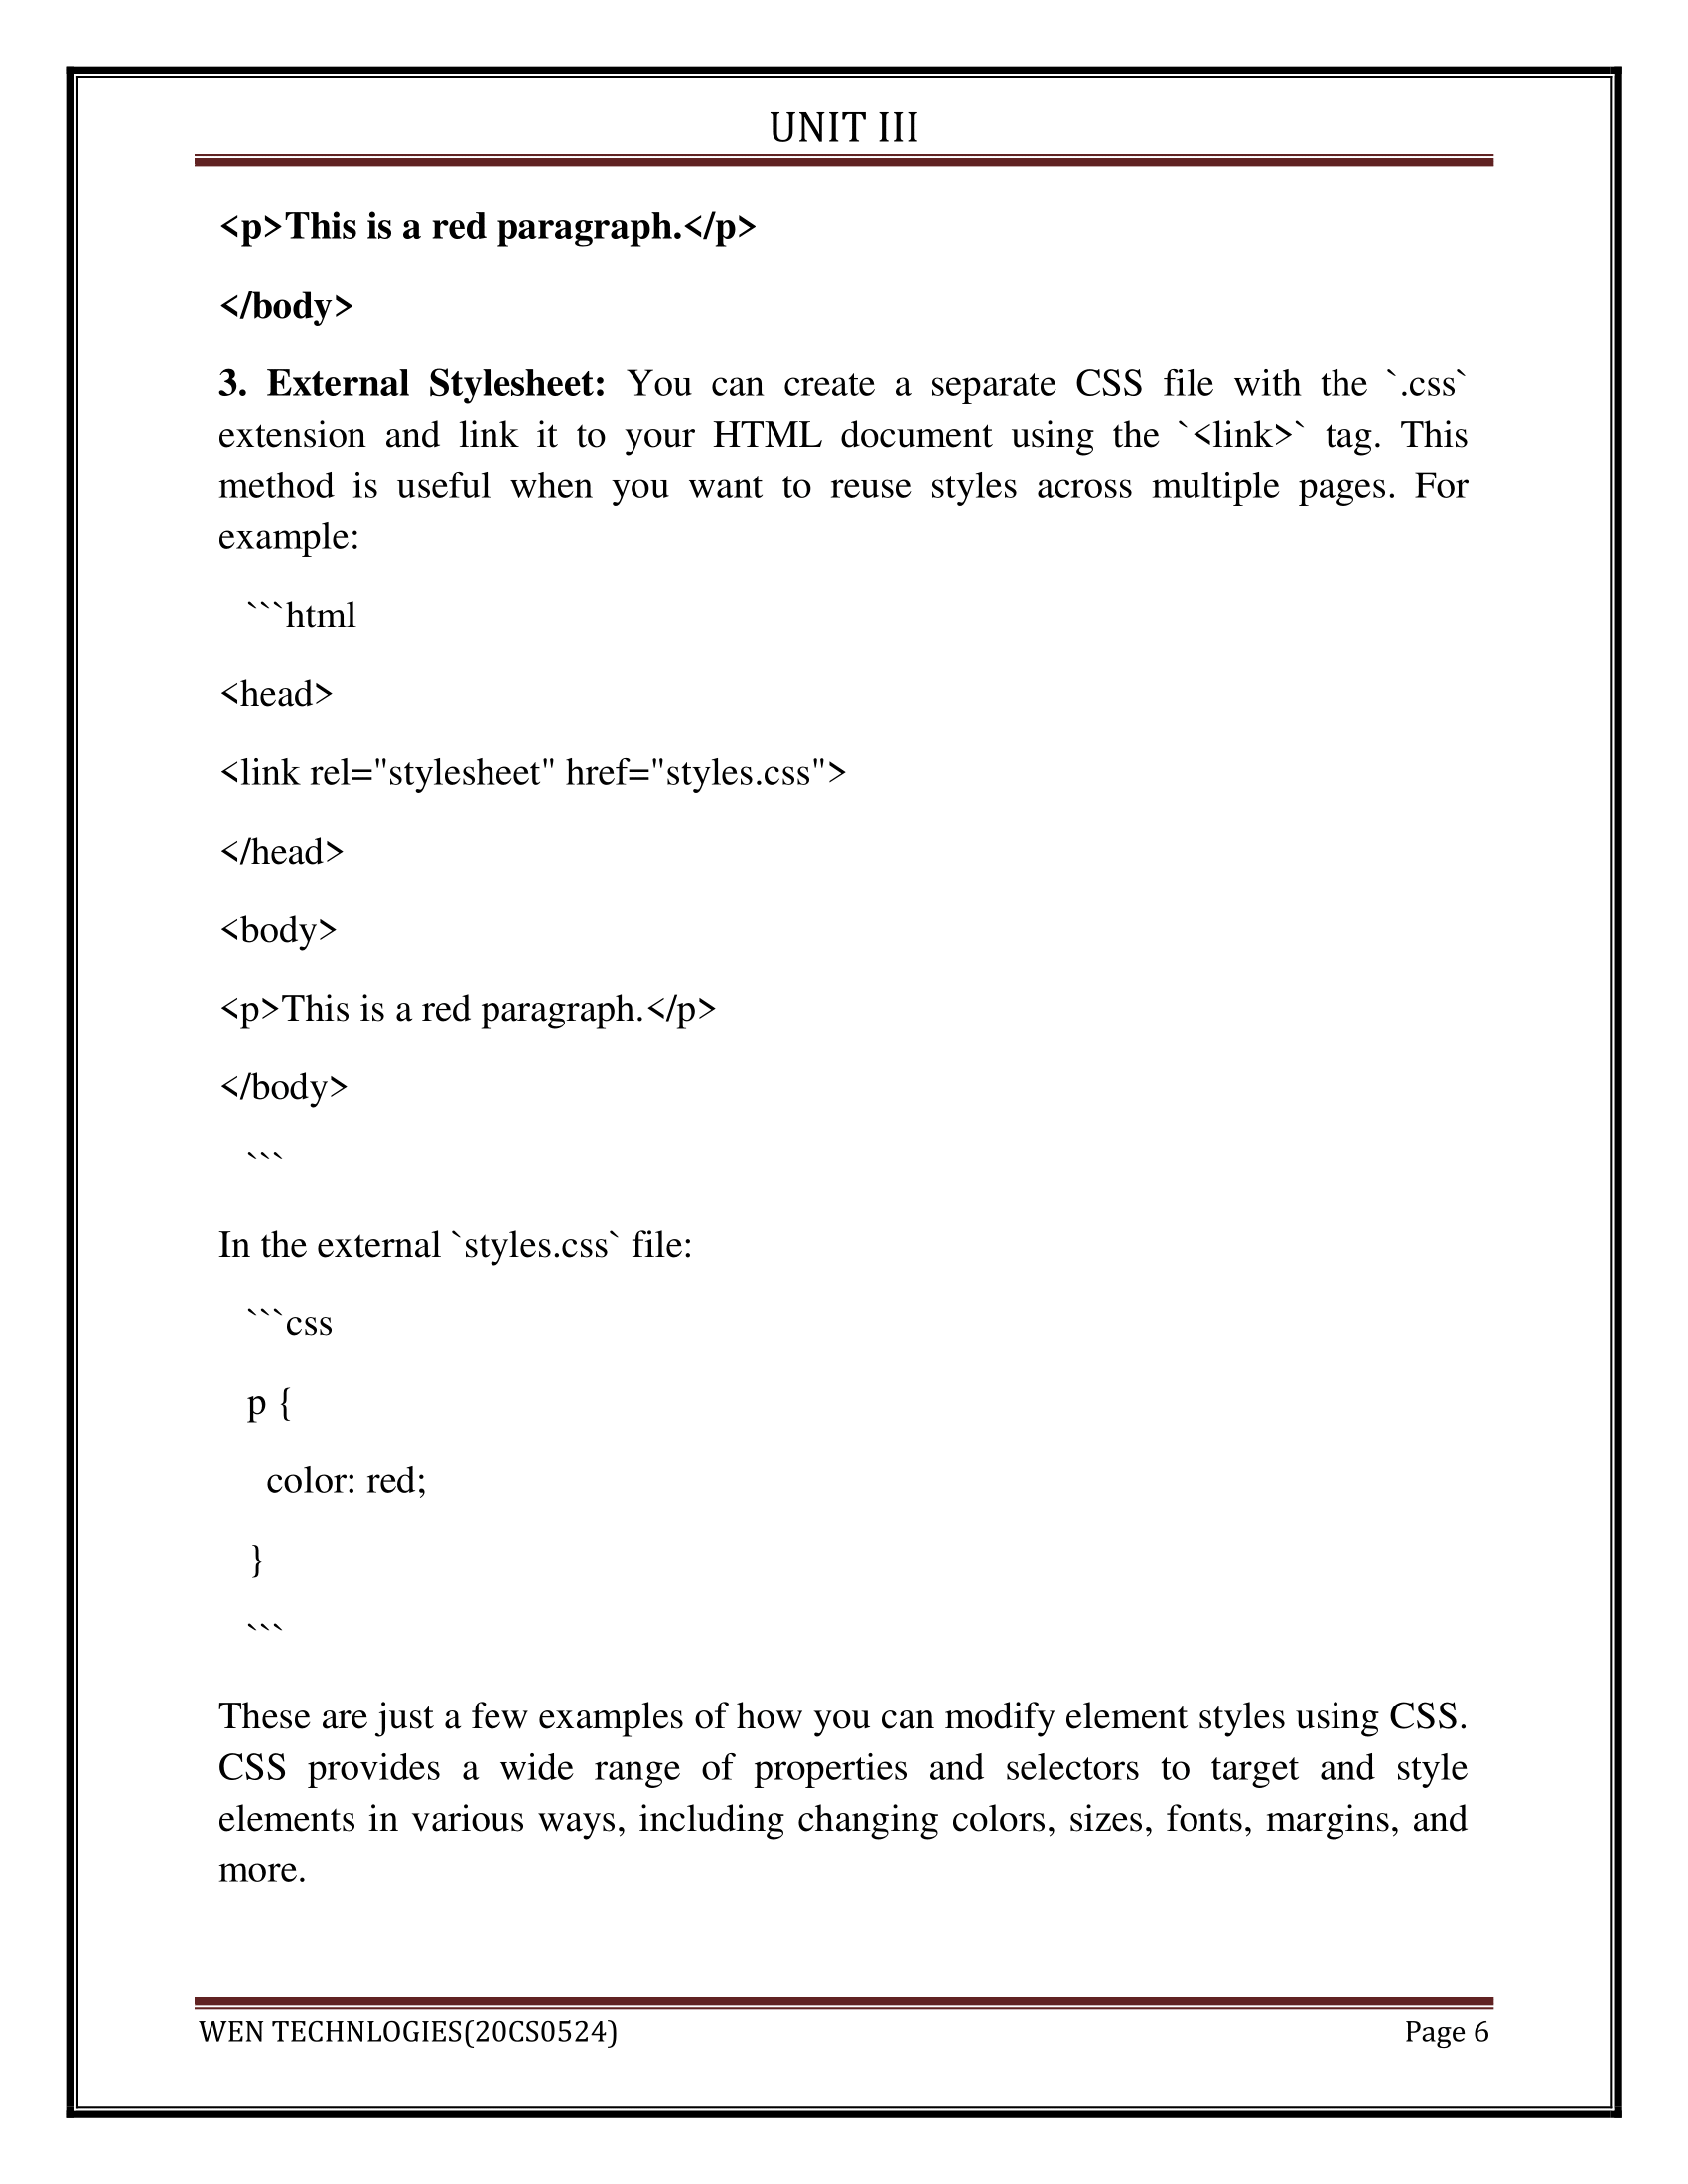 UNIT III
<p>This is a red paragraph.</p>
</body>
3. External Stylesheet: You can create a separate CSS file with the `.css`
extension and link it to your HTML document using the `<link>` tag. This
method is useful when you want to reuse styles across multiple pages. For
example:
```html
<head>
<link rel="stylesheet" href="styles.css">
</head>
<body>
<p>This is a red paragraph.</p>
</body>
```
In the external `styles.css` file:
```css
p {
color: red;
}
```
These are just a few examples of how you can modify element styles using CSS.
CSS provides a wide range of properties and selectors to target and style
elements in various ways, including changing colors, sizes, fonts, margins, and
more.
WEN TECHNLOGIES(20CS0524) Page 6